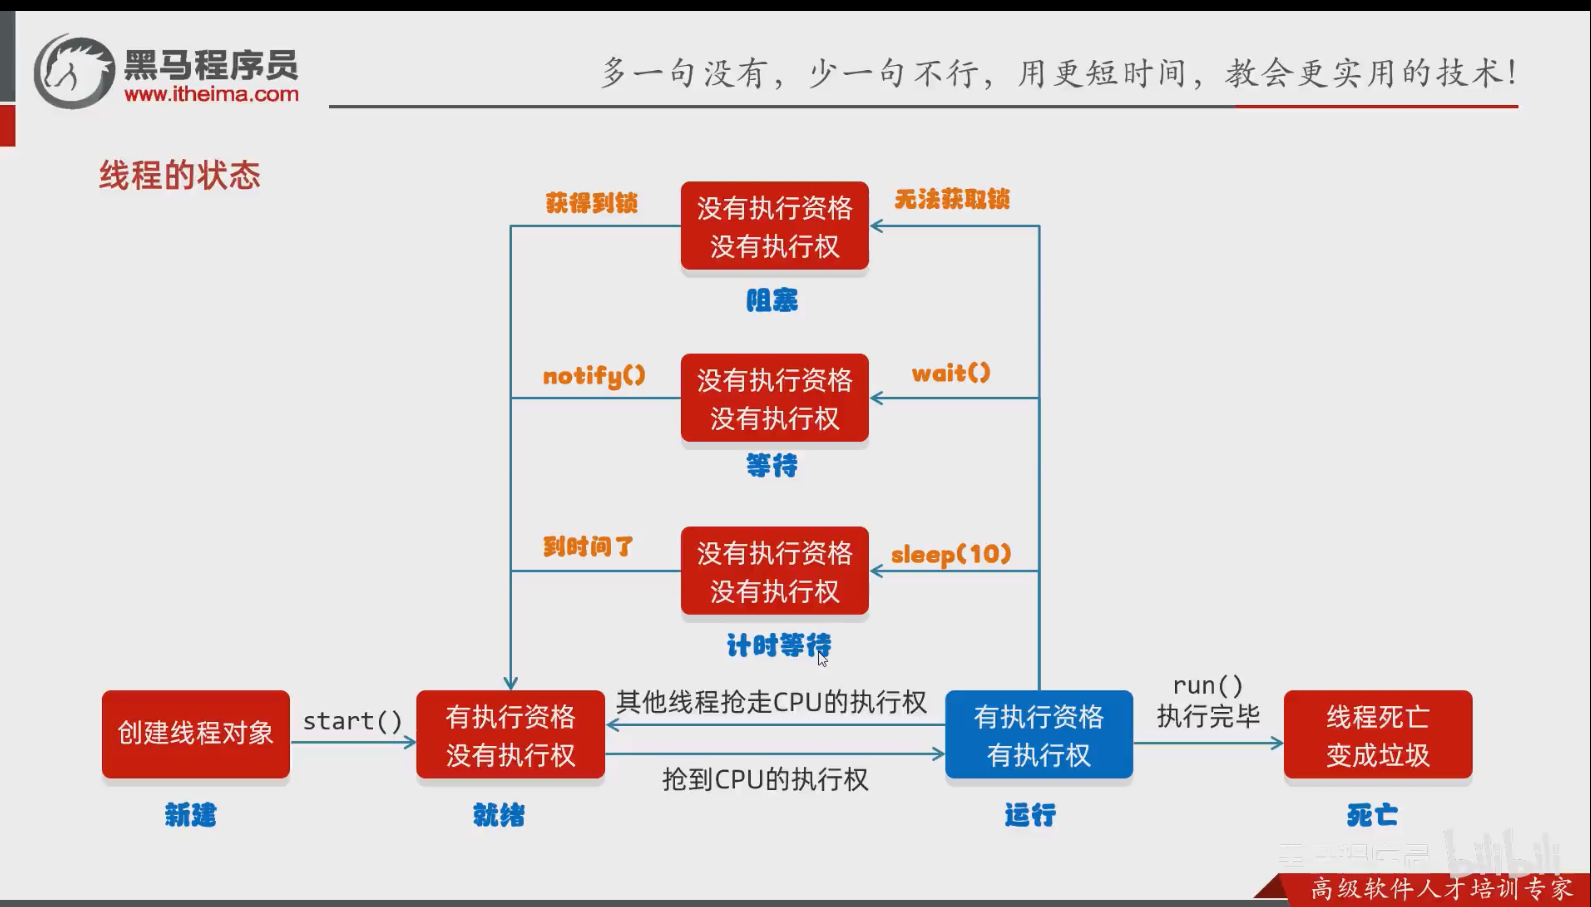 黑马程序员
www.itheima.com
多一句没有，少一句不行，用更短时间，教会更实用的技术！
线程的状态
获得到锁
没有执行资格
没有执行权
无法获取锁
阻塞
notify()
没有执行资格
没有执行权
wait()
等待
到时间了
没有执行资格
没有执行权
sleep(10)
计时等待
创建线程对象
新建
start()
有执行资格
没有执行权
就绪
其他线程抢走CPU的执行权
抢到CPU的执行权
有执行资格
有执行权
运行
run()
执行完毕
线程死亡
变成垃圾
死亡
黑马程序员 bilibili
高级软件人才培训专家